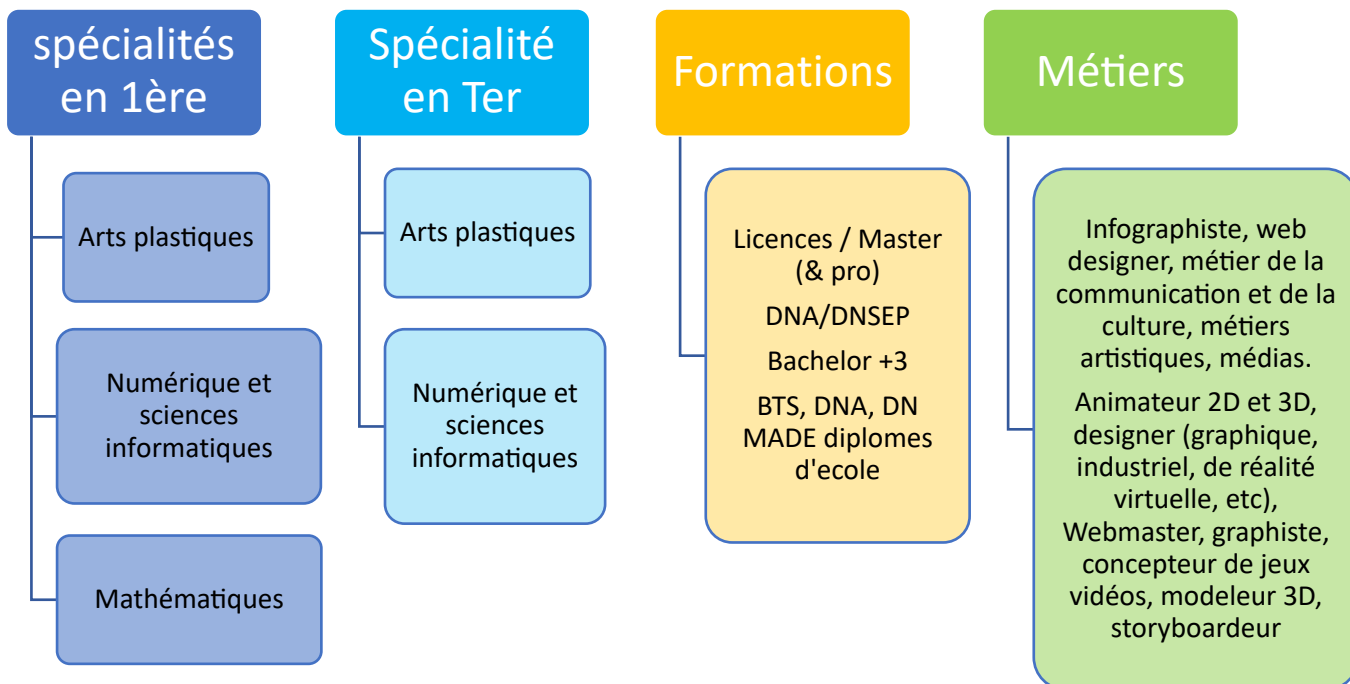 spécialités
en 1ère
Arts plastiques
Numérique et
sciences
informatiques
Mathématiques
Spécialité
en Ter
Arts plastiques
Numérique et
sciences
informatiques
Formations
Licences / Master
(& pro)
DNA/DNSEP
Bachelor +3
BTS, DNA, DN
MADE diplomes
d'ecole
Métiers
Infographiste, web
designer, métier de la
communication et de la
culture, métiers
artistiques, médias.
Animateur 2D et 3D,
designer (graphique,
industriel, de réalité
virtuelle, etc),
Webmaster, graphiste,
concepteur de jeux
vidéos, modeleur 3D,
storyboardeur